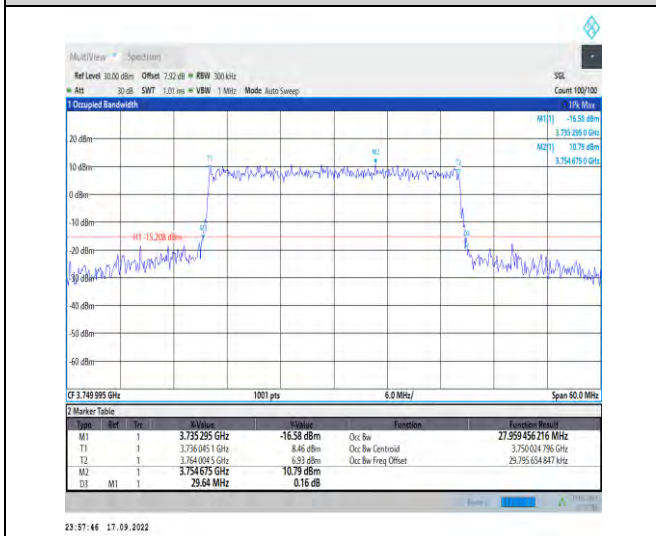 MultiView Spectrum
Ref Level 30.00 dBm Offset 7.92 dB RBW 300 kHz SGL
Att 30 dB SWT 1.01 ms VBW 1 MHz Mode Auto Sweep Count 100/100
1 Occupied Bandwidth 1Pk Max
M1[1] -16.58 dBm
3.735 295 0 GHz
20 dBm M2[1] 10.79 dBm
3.754 675 0 GHz
T1 M2 T2
10 dBm
0 dBm
-10 dBm
H1 -15.208 dBm
-20 dBm
-30 dBm
-50 dBm
-60 dBm
CF 3.749 995 GHz 1001 pts 6.0 MHz/ Span 60.0 MHz
2 Marker Table
Type Ref Trc X-Value Y-Value Function Function Result
M1 1 3.735 295 GHz -16.58 dBm Occ Bw 27.959 456 216 MHz
T1 1 3.736 045 1 GHz 8.46 dBm Occ Bw Centroid 3.750 024 796 GHz
T2 1 3.764 004 5 GHz 6.93 dBm Occ Bw Freq Offset 29.795 654 847 kHz
M2 1 3.754 675 GHz 10.79 dBm
D3 M1 1 29.64 MHz 0.16 dB
23:57:46 17.09.2022